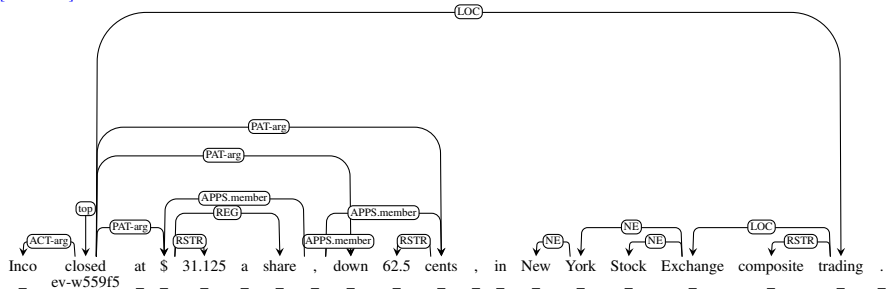 LOC
PAT-arg
PAT-arg
APPS.member
top REG APPS.member
PAT-arg NE LOC
ACT-arg RSTR APPS.member RSTR NE NE RSTR
Inco closed at $ 31.125 a share , down 62.5 cents , in New York Stock Exchange composite trading .
ev-w559f5
_ _ _ _ _ _ _ _ _ _ _ _ _ _ _ _ _ _ _